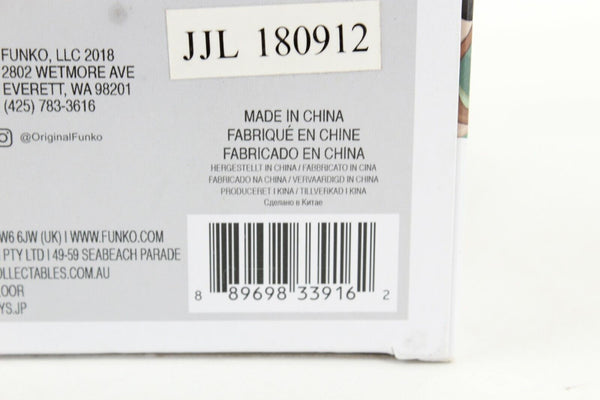 JJL 180912
FUNKO, LLC 2018
2802 WETMORE AVE
EVERETT, WA 98201
(425) 783-3616
@OriginalFunko
MADE IN CHINA
FABRIQUÉ EN CHINE
FABRICADO EN CHINA
HERGESTELLT IN CHINA / FABBRICATO IN CINA
FABRICADO NA CHINA / VERVAARDIGD IN CHINA
PRODUCERET I KINA / TILLVERKAD I KINA
Сделано в Китае
W6 6JW (UK) I WWW.FUNKO.COM
PTY LTD I 49-59 SEABEACH PARADE
OLLECTABLES.COM.AU
LOOR
YS.JP
8 89698 33916 2